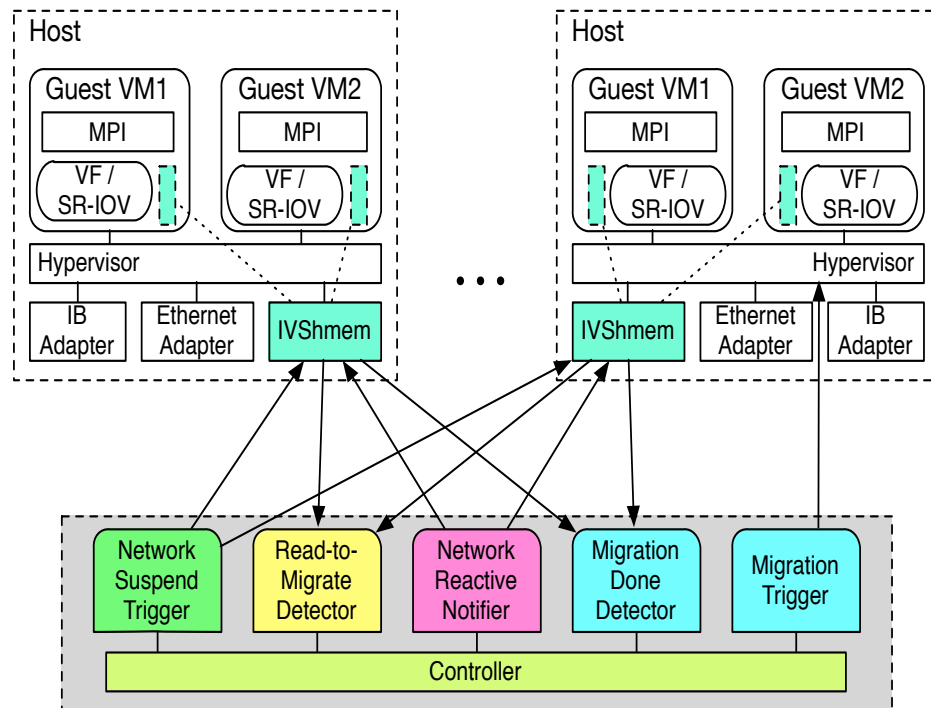 Host
Guest VM1
MPI
VF /
SR-IOV
Guest VM2
MPI
VF /
SR-IOV
Hypervisor
IB
Adapter
Ethernet
Adapter
IVShmem
...
Host
Guest VM1
MPI
VF /
SR-IOV
Guest VM2
MPI
VF /
SR-IOV
Hypervisor
IVShmem
Ethernet
Adapter
IB
Adapter
Network
Suspend
Trigger
Read-to-
Migrate
Detector
Network
Reactive
Notifier
Migration
Done
Detector
Migration
Trigger
Controller